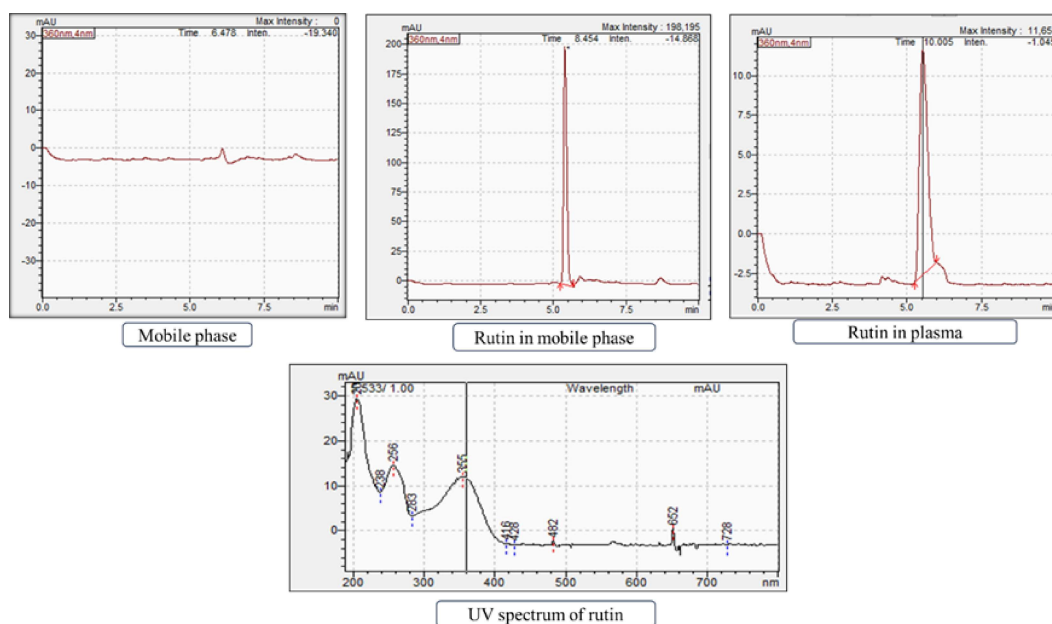 mAU Max Intensity : 0
360nm,4nm Time 6.478 Inten. -19.340
30
20
10
0
-10
-20
-30
0.0 2.5 5.0 7.5 min
Mobile phase
mAU Max Intensity : 198,195
360nm,4nm Time 8.454 Inten. -14.868
200
175
150
125
100
75
50
25
0
0.0 2.5 5.0 7.5 min
Rutin in mobile phase
mAU Max Intensity : 11,65
360nm,4nm Time 10.005 Inten. -1.04
10.0
7.5
5.0
2.5
0.0
-2.5
0.0 2.5 5.0 7.5 min
Rutin in plasma
mAU
533/ 1.00 Wavelength mAU
30
20
10
0
238
256
283
355
416
428
482
652
728
200 300 400 500 600 700 nm
UV spectrum of rutin